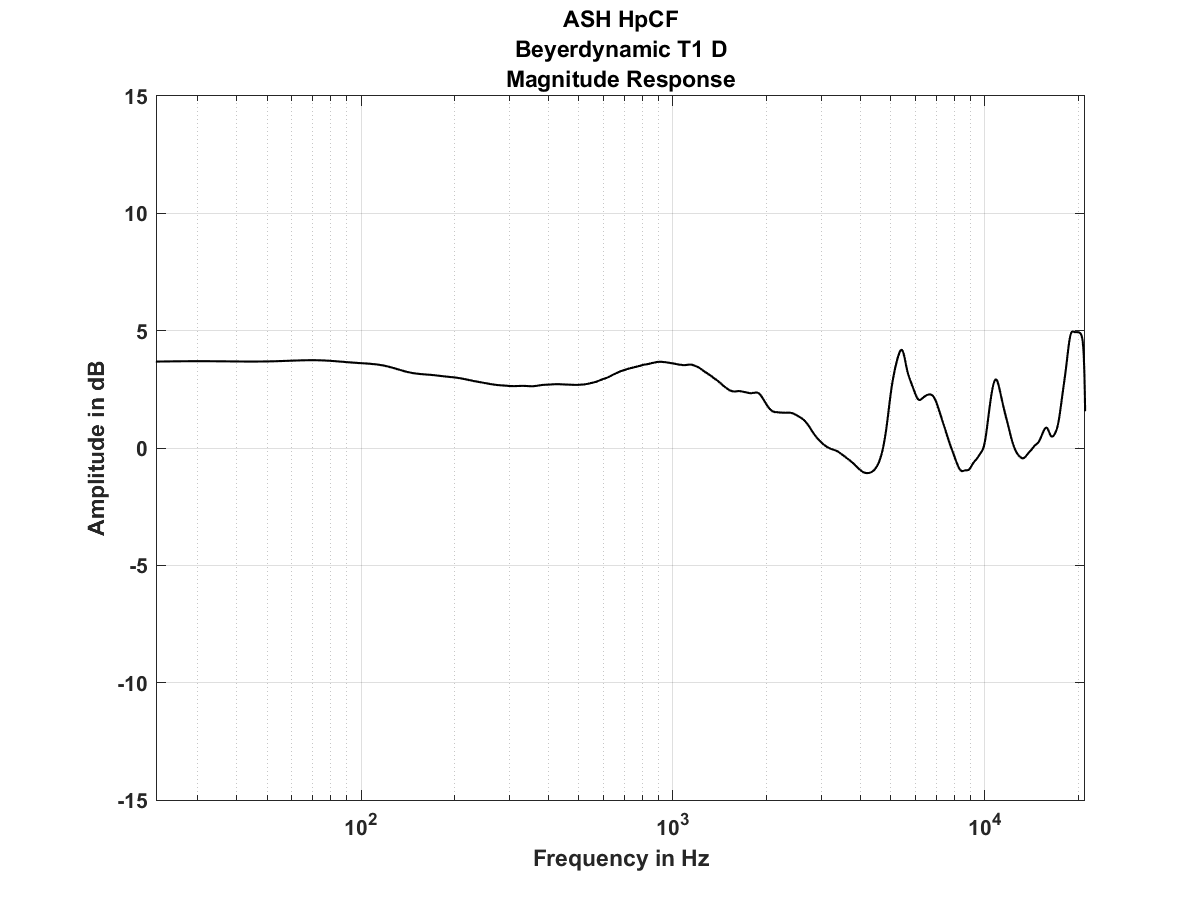 ASH HpCF
Beyerdynamic T1 D
Magnitude Response
15
10
5
0
-5
-10
-15
Amplitude in dB
10² 10³ 10⁴
Frequency in Hz